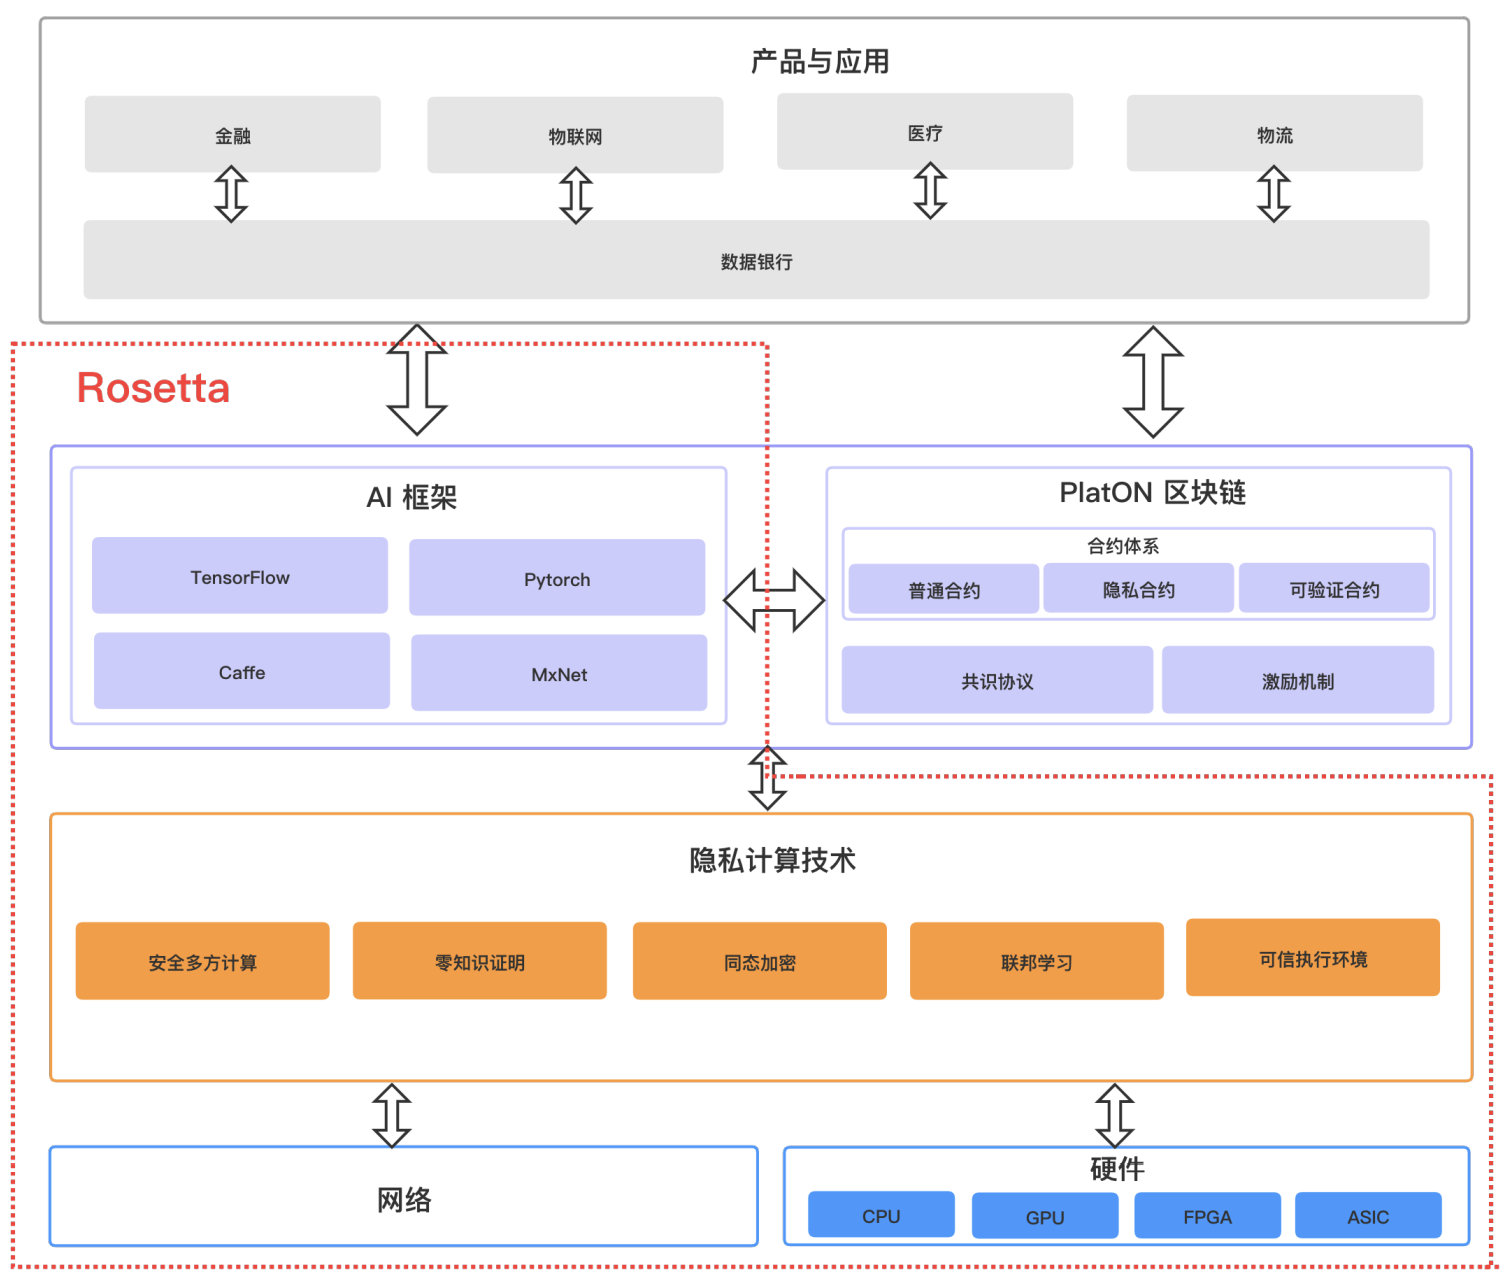 产品与应用
金融
物联网
医疗
物流
数据银行
Rosetta
AI 框架
TensorFlow
Pytorch
Caffe
MxNet
PlatON 区块链
合约体系
普通合约
隐私合约
可验证合约
共识协议
激励机制
隐私计算技术
安全多方计算
零知识证明
同态加密
联邦学习
可信执行环境
网络
硬件
CPU
GPU
FPGA
ASIC